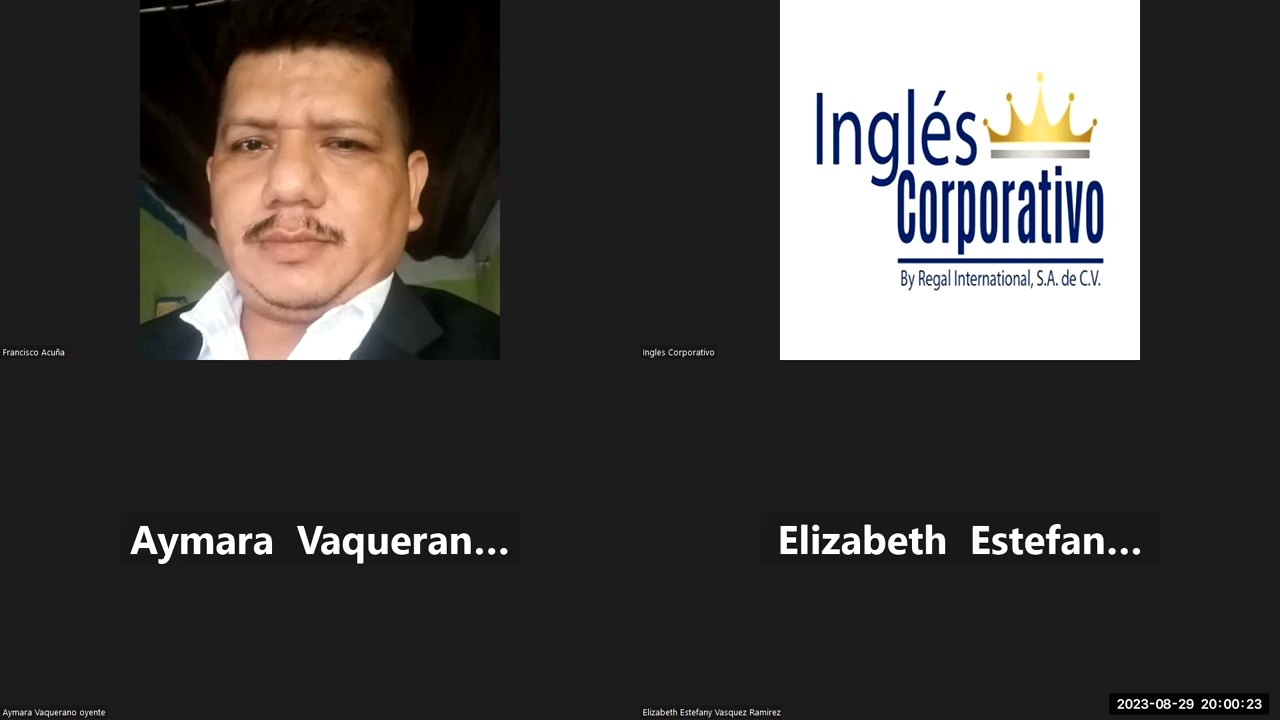 Inglés
Corporativo
By Regal International, S.A. de C.V.
Francisco Acuña
Ingles Corporativo
Aymara Vaqueran...
Elizabeth Estefan...
Aymara Vaquerano oyente
Elizabeth Estefany Vasquez Ramirez
2023-08-29 20:00:23